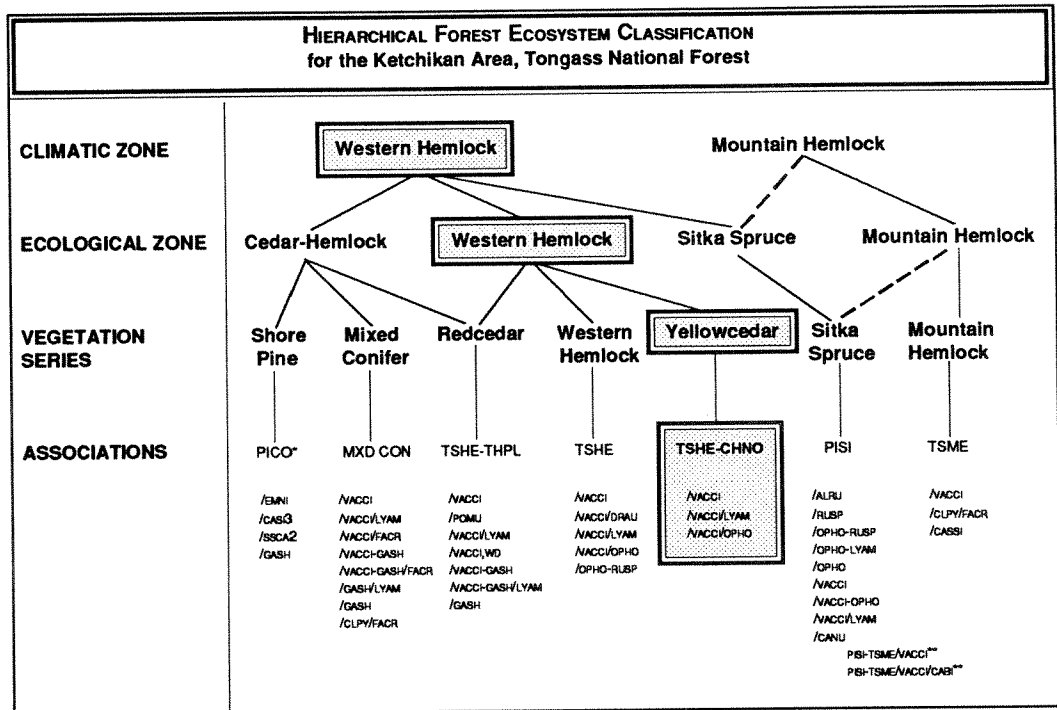 HIERARCHICAL FOREST ECOSYSTEM CLASSIFICATION
for the Ketchikan Area, Tongass National Forest
CLIMATIC ZONE
Western Hemlock
Mountain Hemlock
ECOLOGICAL ZONE
Cedar-Hemlock
Western Hemlock
Sitka Spruce
Mountain Hemlock
VEGETATION
SERIES
Shore
Pine
Mixed
Conifer
Redcedar
Western
Hemlock
Yellowcedar
Sitka
Spruce
Mountain
Hemlock
ASSOCIATIONS
PICO*
/EMNI
/CASI3
/SSCA2
/GASH
MXD CON
/VACCI
/VACCI/LYAM
/VACCI/FACR
/VACCI-GASH
/VACCI-GASH/FACR
/GASH/LYAM
/GASH
/CLPY/FACR
TSHE-THPL
/VACCI
/POMU
/VACCI/LYAM
/VACCI,WD
/VACCI-GASH
/VACCI-GASH/LYAM
/GASH
TSHE
/VACCI
/VACCI/DRAU
/VACCI/LYAM
/VACCI/OPHO
/OPHO-RUSP
TSHE-CHNO
/VACCI
/VACCI/LYAM
/VACCI/OPHO
PISI
/ALRU
/RUSP
/OPHO-RUSP
/OPHO-LYAM
/OPHO
/VACCI
/VACCI-OPHO
/VACCI/LYAM
/CANU
PISI-TSME/VACCI**
PISI-TSME/VACCI/CABI**
TSME
/VACCI
/CLPY/FACR
/CASSI